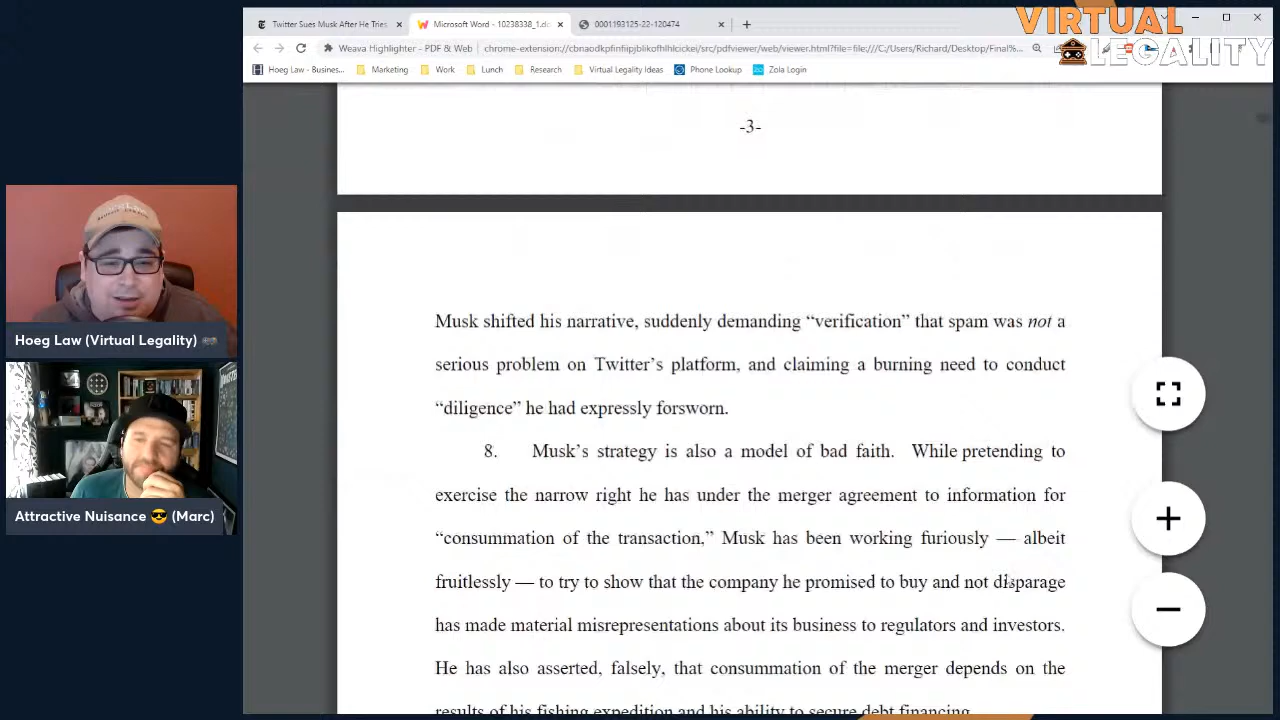 Twitter Sues Musk After He Tries
Microsoft Word - 10238338_1.d
0001193125-22-120474
VIRTUAL
LEGALITY
Weava Highlighter - PDF & Web
chrome-extension://cbnaodkpfinfiipjblikofhlhlcickei/src/pdfviewer/web/viewer.html?file=file:///C:/Users/Richard/Desktop/Final%...
Hoeg Law - Busines...
Marketing
Work
Lunch
Research
Virtual Legality Ideas
Phone Lookup
Zola Login
-3-
Musk shifted his narrative, suddenly demanding “verification” that spam was not a
serious problem on Twitter’s platform, and claiming a burning need to conduct
“diligence” he had expressly forsworn.
8. Musk’s strategy is also a model of bad faith. While pretending to
exercise the narrow right he has under the merger agreement to information for
“consummation of the transaction,” Musk has been working furiously — albeit
fruitlessly — to try to show that the company he promised to buy and not disparage
has made material misrepresentations about its business to regulators and investors.
He has also asserted, falsely, that consummation of the merger depends on the
results of his fishing expedition and his ability to secure debt financing.
Hoeg Law (Virtual Legality) 🎮
Attractive Nuisance 😎 (Marc)